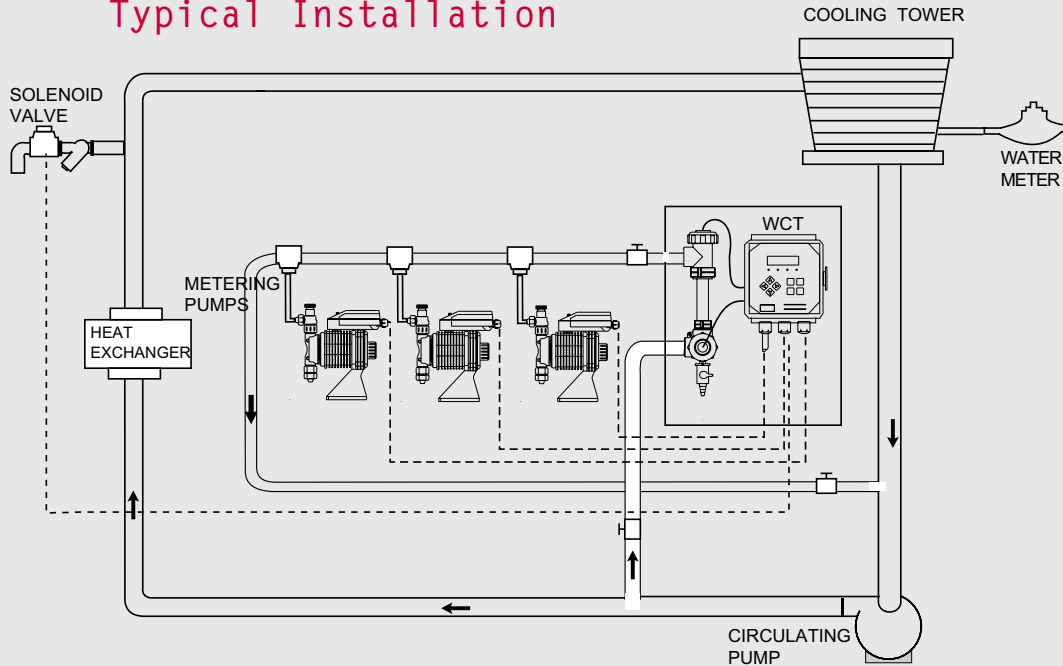 Typical Installation
COOLING TOWER
SOLENOID
VALVE
WATER
METER
WCT
METERING
PUMPS
HEAT
EXCHANGER
CIRCULATING
PUMP